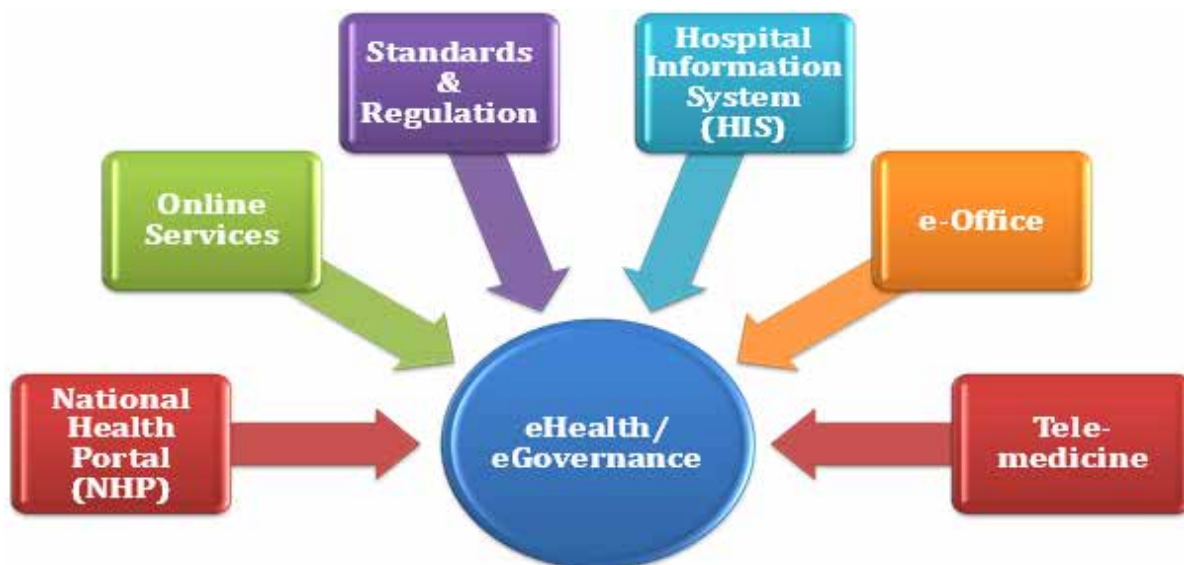 Standards
&
Regulation
Hospital
Information
System
(HIS)
Online
Services
e-Office
National
Health
Portal
(NHP)
eHealth/
eGovernance
Tele-
medicine